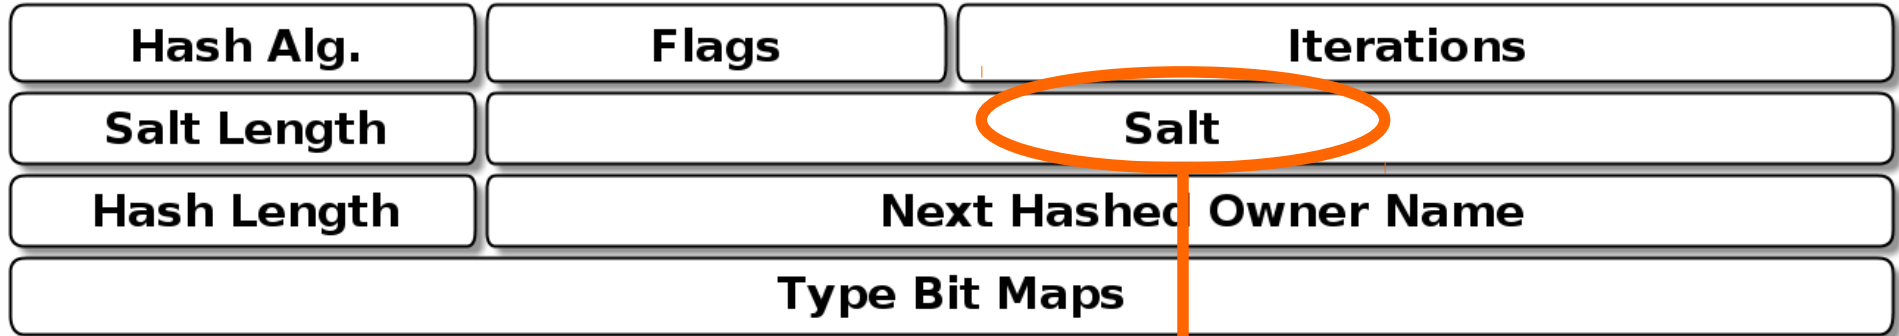 Hash Alg. Flags Iterations
Salt Length Salt
Hash Length Next Hashed Owner Name
Type Bit Maps